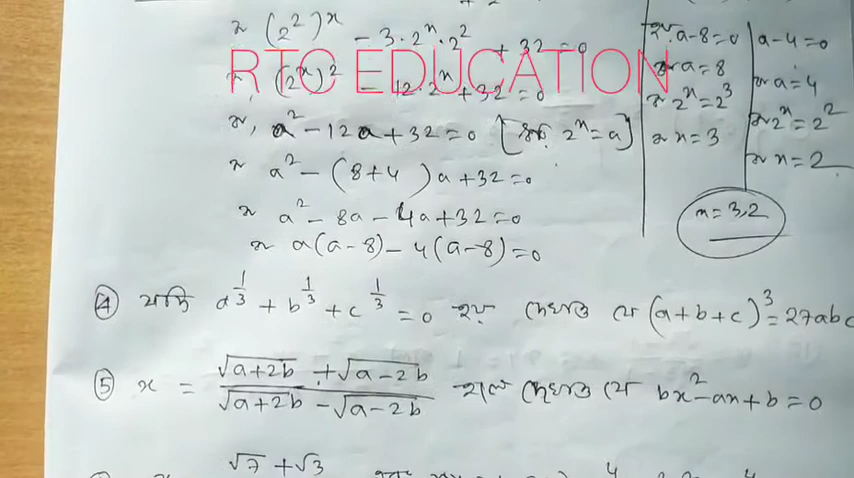 বা (2²)ˣ − 3·2ˣ·2² + 32 = 0
বা, (2ˣ)² − 12·2ˣ + 32 = 0
বা, a² − 12a + 32 = 0 [ধরি 2ˣ = a]
বা a² − (8+4)a + 32 = 0
বা a² − 8a − 4a + 32 = 0
বা a(a−8) − 4(a−8) = 0
হয় a−8=0
বা a=8
বা 2ˣ=2³
বা x=3
a−4=0
বা a=4
বা 2ˣ=2²
বা x=2
x=3,2
RTC EDUCATION
④ যদি a^{1/3} + b^{1/3} + c^{1/3} = 0 হয় দেখাও যে (a+b+c)³ = 27abc
⑤ x = (√(a+2b) + √(a−2b)) / (√(a+2b) − √(a−2b)) হলে দেখাও যে bx² − ax + b = 0
√7 + √3